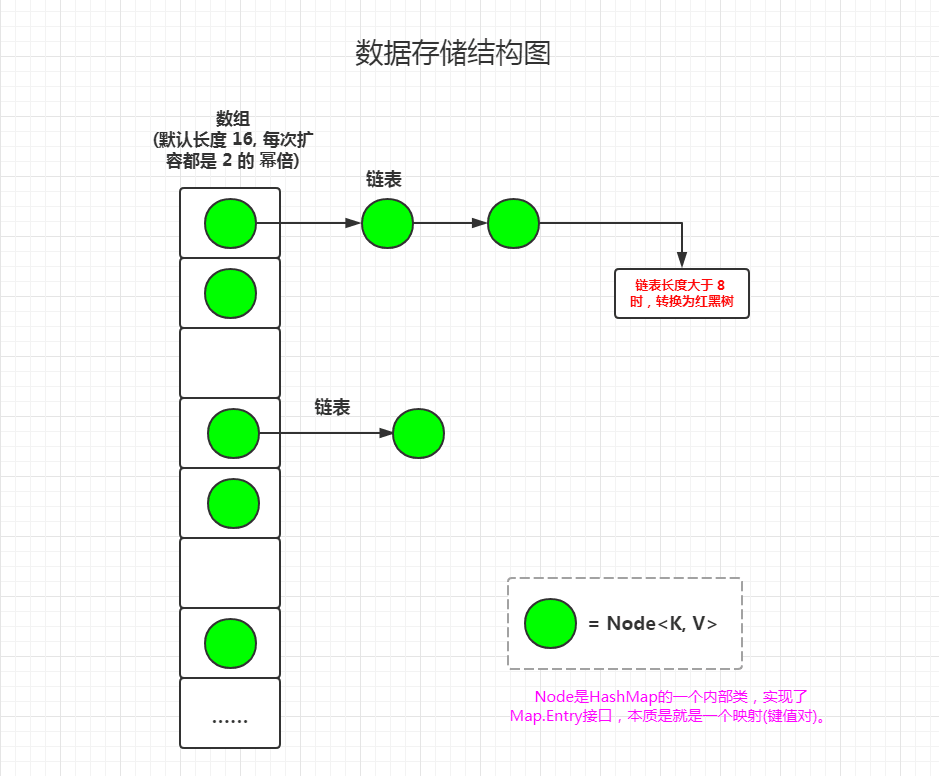 数据存储结构图
数组
(默认长度 16, 每次扩
容都是 2 的 幂倍)
链表
链表长度大于 8
时，转换为红黑树
链表
= Node<K, V>
Node是HashMap的一个内部类，实现了
Map.Entry接口，本质是就是一个映射(键值对)。
......